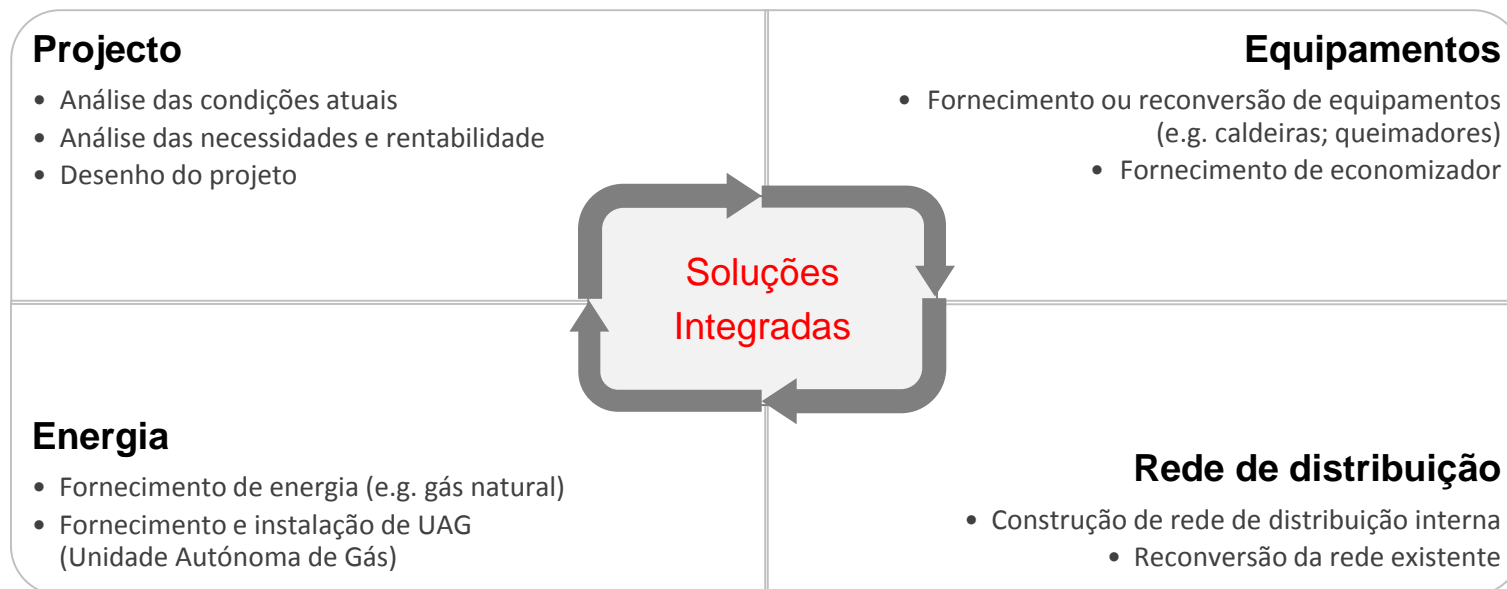 Projecto
• Análise das condições atuais
• Análise das necessidades e rentabilidade
• Desenho do projeto
Equipamentos
• Fornecimento ou reconversão de equipamentos
(e.g. caldeiras; queimadores)
• Fornecimento de economizador
Soluções
Integradas
Energia
• Fornecimento de energia (e.g. gás natural)
• Fornecimento e instalação de UAG
(Unidade Autónoma de Gás)
Rede de distribuição
• Construção de rede de distribuição interna
• Reconversão da rede existente